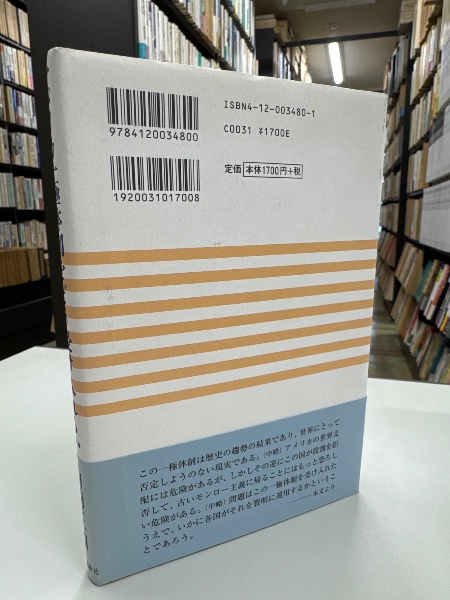 ISBN4-12-003480-1
C0031 ¥1700E
9784120034800
定価 本体1700円+税
1920031017008
この一極体制は歴史の趨勢の結果であり、世界にとって
否定しようのない現実である。〔中略〕アメリカの世界支
配には危険があるが、しかしその逆にこの国が役割を拒
否して、古いモンロー主義に帰ることにはもっと恐ろし
い危険がある。〔中略〕問題はこの一極体制を受け入れた
うえで、いかに各国がそれを賢明に運用するかというこ
とであろう。
——本文より